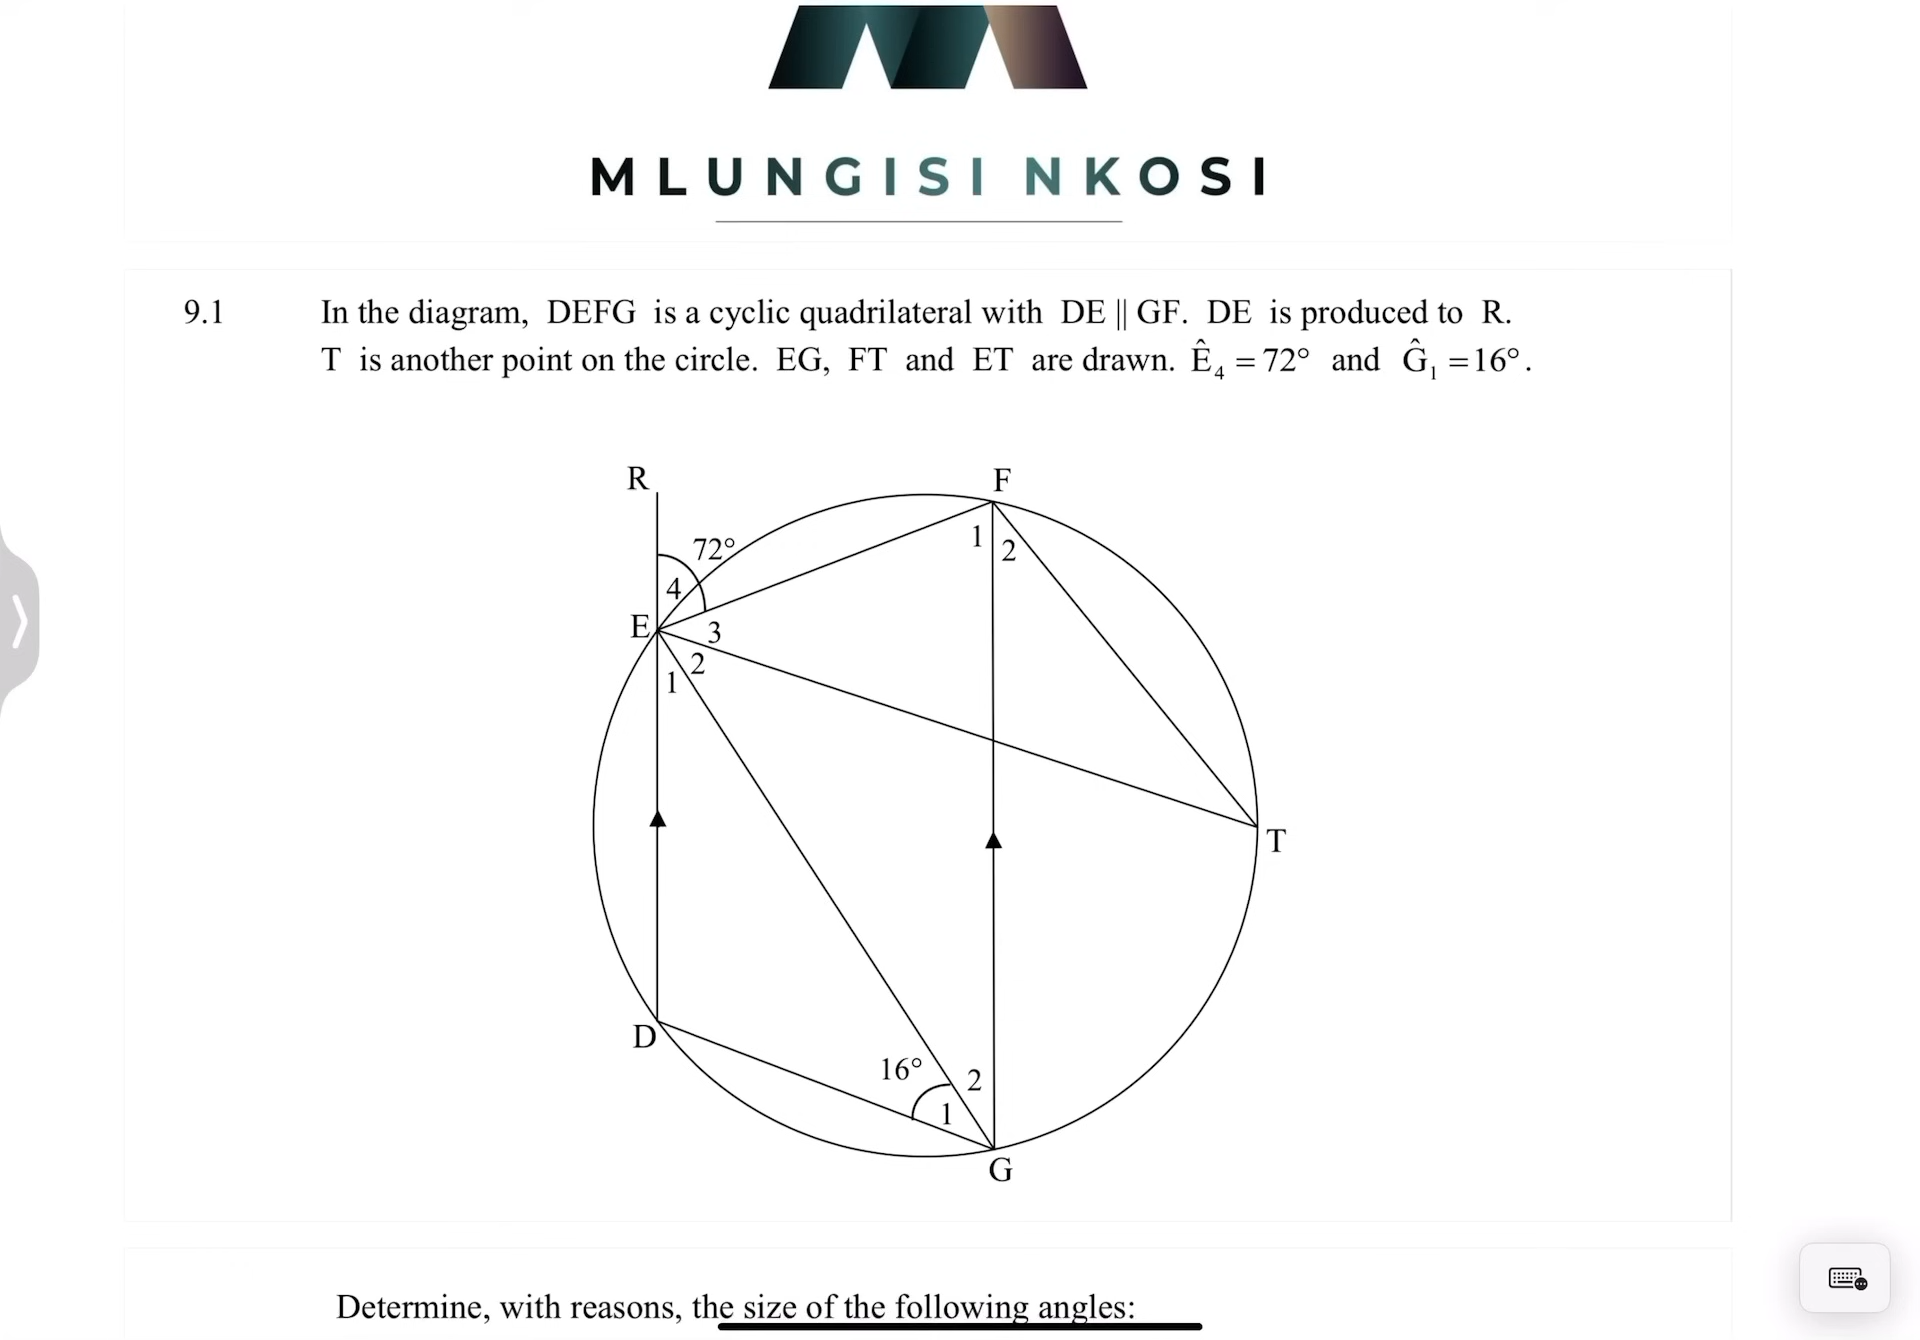 MLUNGISI NKOSI
9.1 In the diagram, DEFG is a cyclic quadrilateral with DE || GF. DE is produced to R.
T is another point on the circle. EG, FT and ET are drawn. Ê₄ = 72° and Ĝ₁ = 16°.
R
F
1
2
72°
4
E
3
2
1
T
D
16°
2
1
G
Determine, with reasons, the size of the following angles: